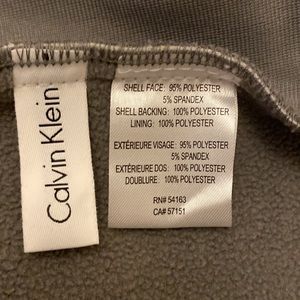 Calvin Klein
SHELL FACE: 95% POLYESTER
5% SPANDEX
SHELL BACKING: 100% POLYESTER
LINING: 100% POLYESTER
EXTÉRIEURE VISAGE: 95% POLYESTER
5% SPANDEX
EXTÉRIEURE DOS: 100% POLYESTER
DOUBLURE: 100% POLYESTER
RN# 54163
CA# 57151